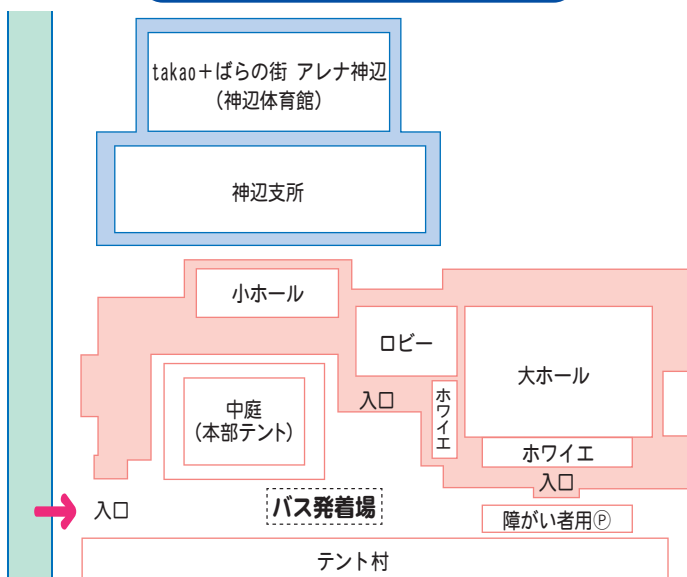 takao＋ばらの街 アレナ神辺
（神辺体育館）
神辺支所
小ホール
ロビー
大ホール
入口
ホワイエ
中庭
（本部テント）
ホワイエ
入口
入口
バス発着場
障がい者用Ⓟ
テント村